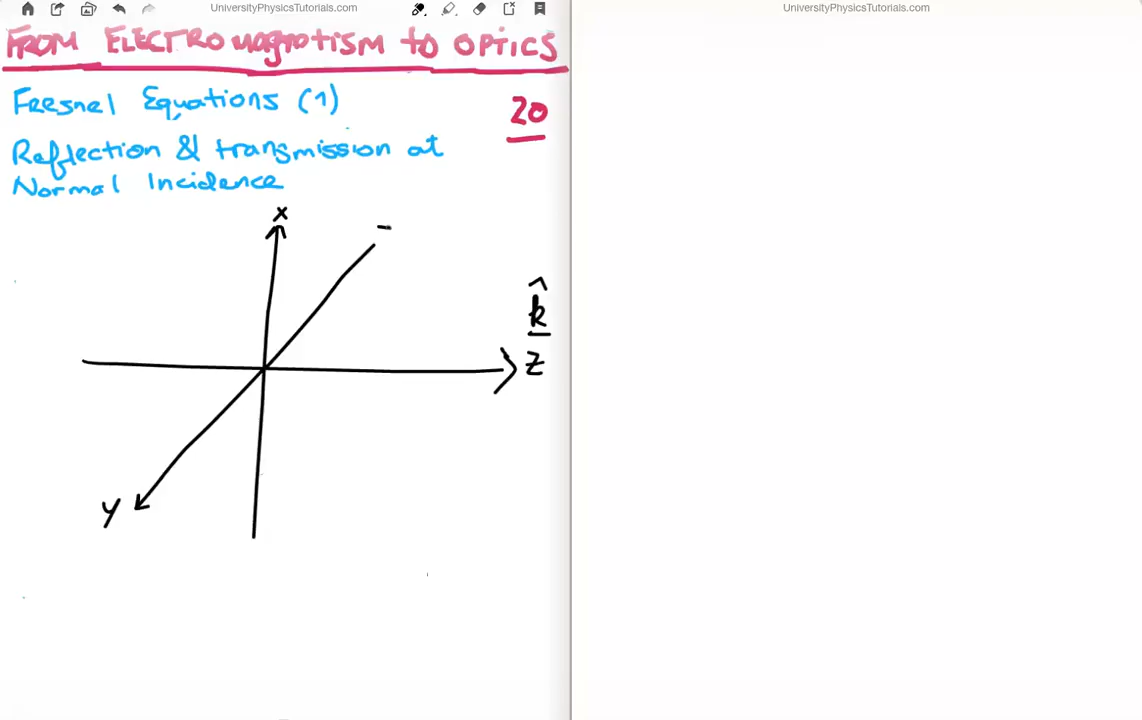 UniversityPhysicsTutorials.com
UniversityPhysicsTutorials.com
FROM ELECTROmagnetism to OPTICS
Fresnel Equations (1)
20
Reflection & transmission at
Normal Incidence
x
k̂
z
y